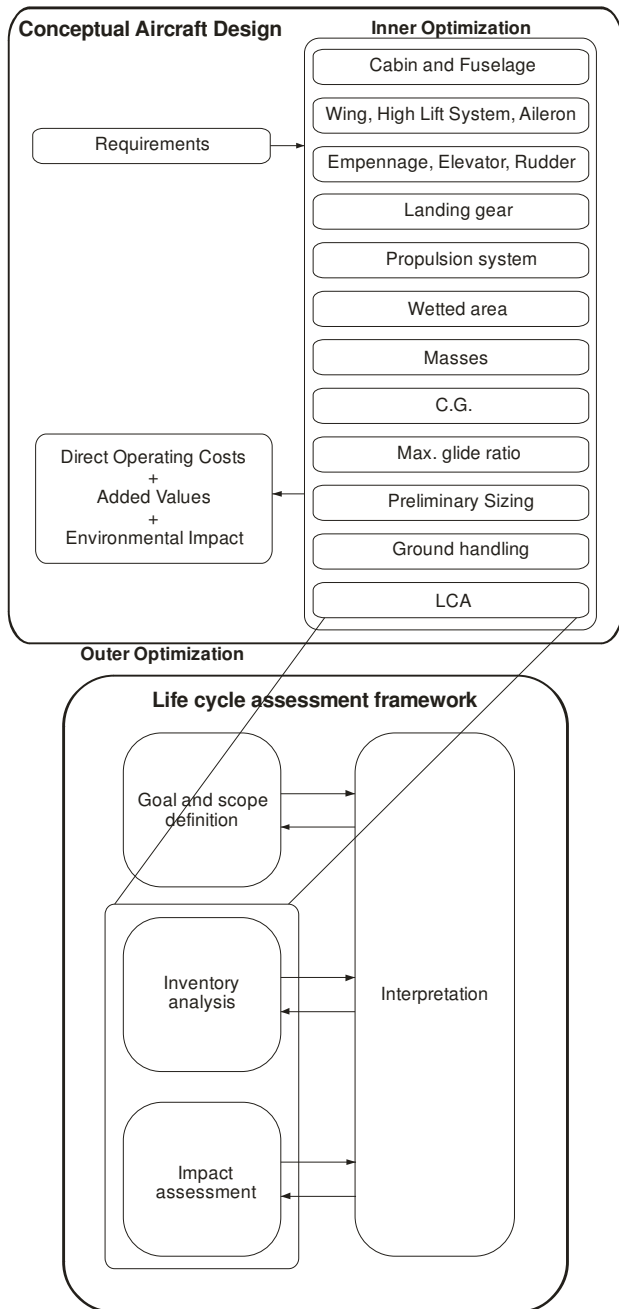 Conceptual Aircraft Design
Inner Optimization
Cabin and Fuselage
Wing, High Lift System, Aileron
Requirements
Empennage, Elevator, Rudder
Landing gear
Propulsion system
Wetted area
Masses
C.G.
Max. glide ratio
Preliminary Sizing
Ground handling
LCA
Direct Operating Costs
+
Added Values
+
Environmental Impact
Outer Optimization
Life cycle assessment framework
Goal and scope
definition
Inventory
analysis
Interpretation
Impact
assessment